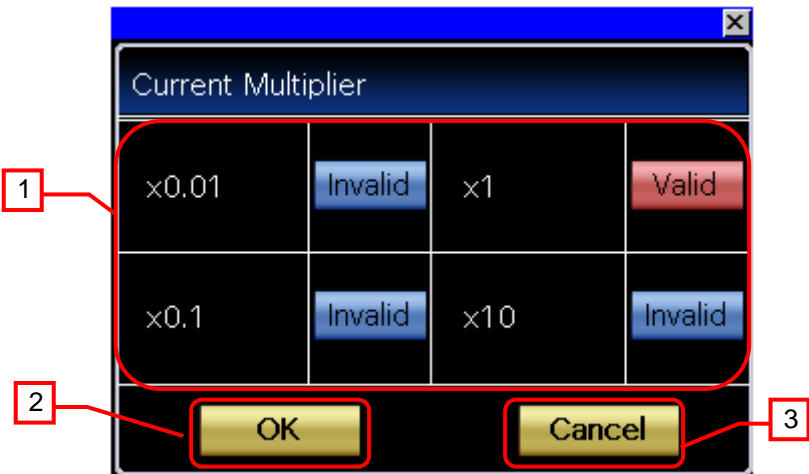 Current Multiplier
1
x0.01 Invalid x1 Valid
x0.1 Invalid x10 Invalid
2 OK Cancel 3